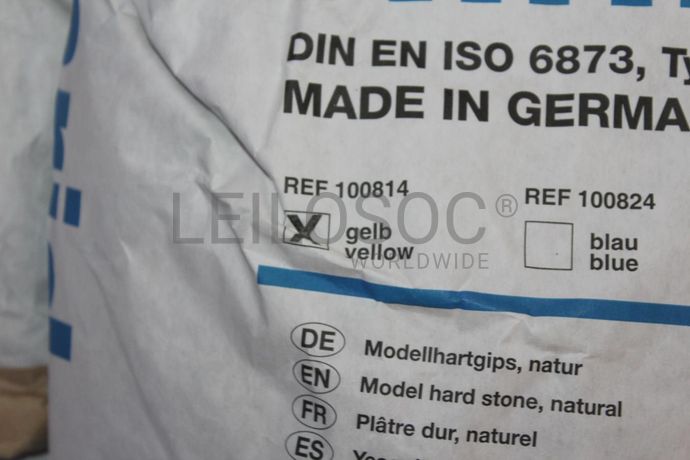 DIN EN ISO 6873,
MADE IN GERMA
REF 100814
REF 100824
LEILOSOC®
WORLDWIDE
X gelb
yellow
blau
blue
DE Modellhartgips, natur
EN Model hard stone, natural
FR Plâtre dur, naturel
ES